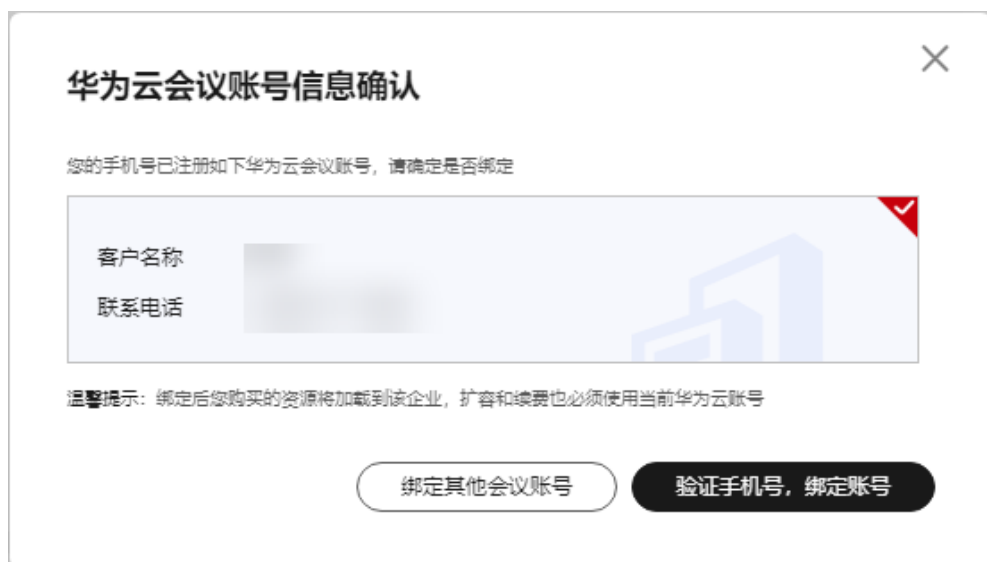 华为云会议账号信息确认
您的手机号已注册如下华为云会议账号，请确定是否绑定
客户名称
联系电话
温馨提示：绑定后您购买的资源将加载到该企业，扩容和续费也必须使用当前华为云账号
绑定其他会议账号
验证手机号，绑定账号